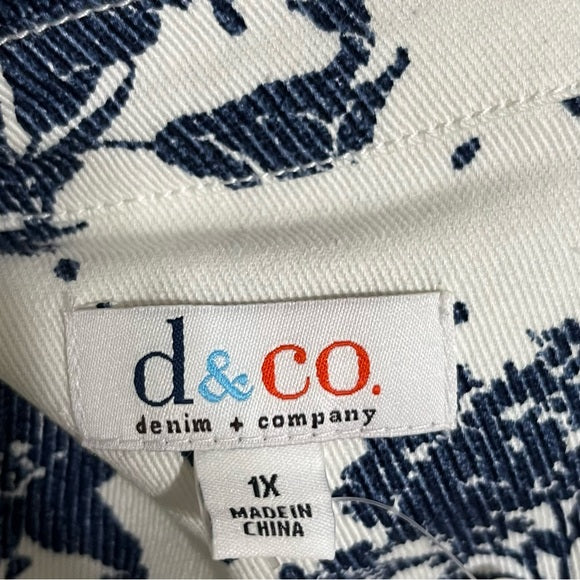 d&co.
denim + company
1X
MADE IN
CHINA